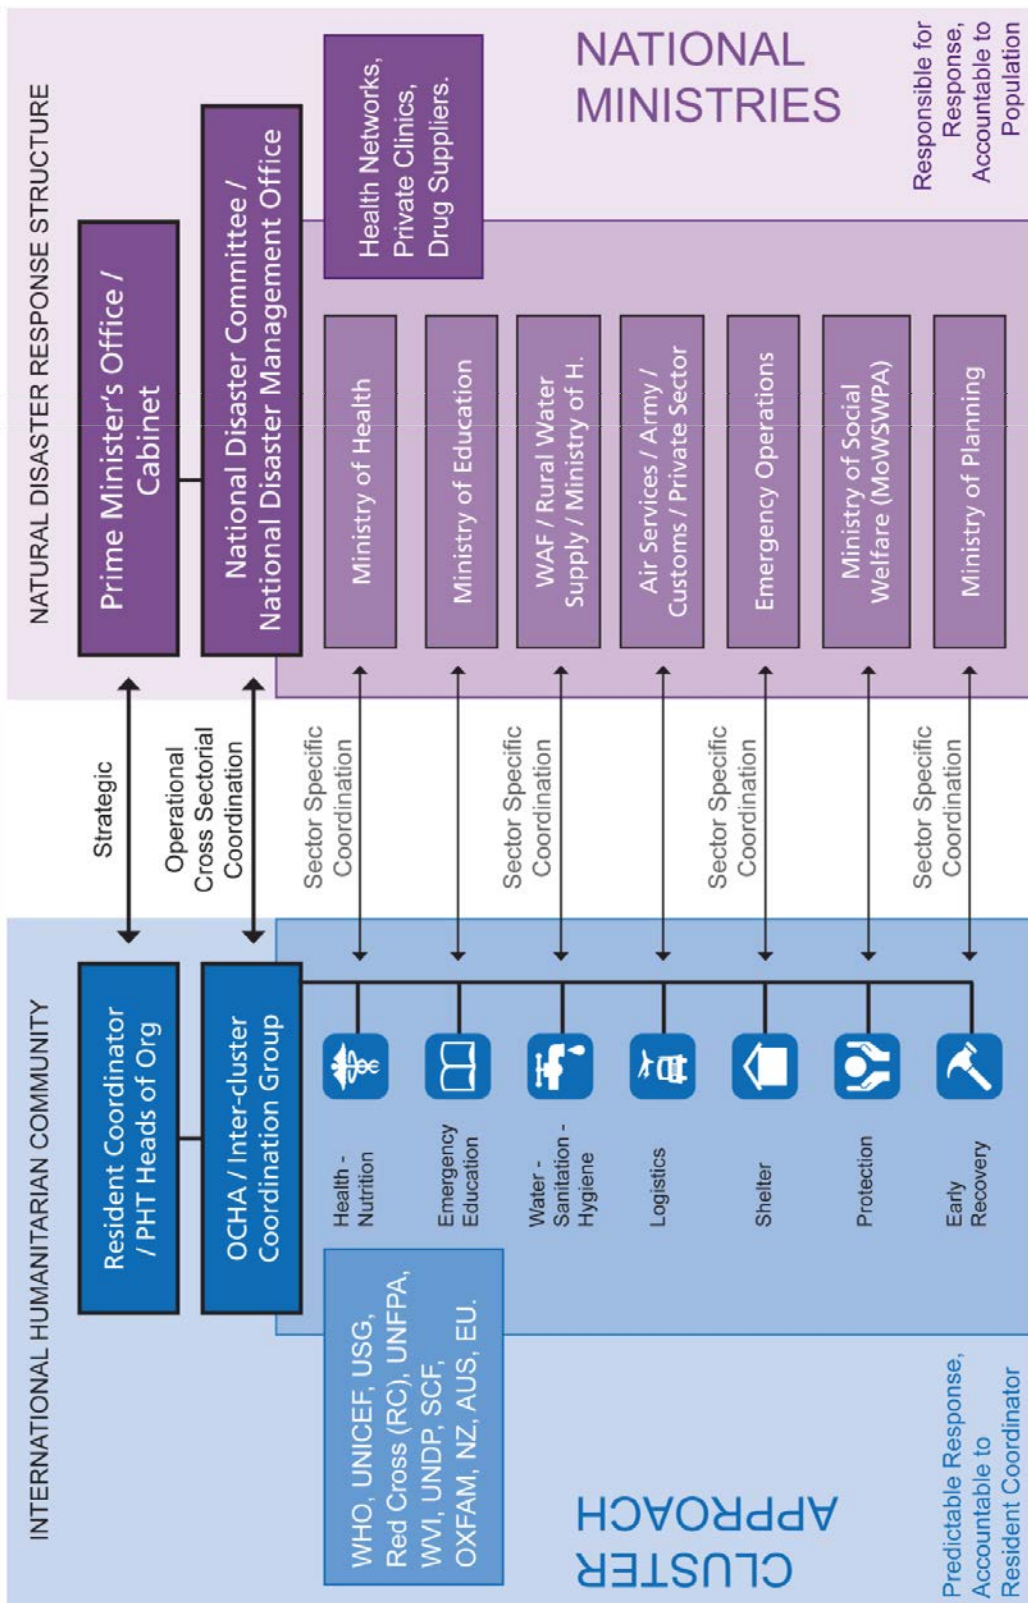 INTERNATIONAL HUMANITARIAN COMMUNITY
Resident Coordinator
/ PHT Heads of Org
OCHA / Inter-cluster
Coordination Group
WHO, UNICEF, USG,
Red Cross (RC), UNFPA,
WVI, UNDP, SCF,
OXFAM, NZ, AUS, EU.
Health -
Nutrition
Emergency
Education
Water -
Sanitation -
Hygiene
Logistics
Shelter
Protection
Early
Recovery
CLUSTER
APPROACH
Predictable Response,
Accountable to
Resident Coordinator
Strategic
Operational
Cross Sectorial
Coordination
Sector Specific
Coordination
Sector Specific
Coordination
Sector Specific
Coordination
Sector Specific
Coordination
NATURAL DISASTER RESPONSE STRUCTURE
Prime Minister's Office /
Cabinet
National Disaster Committee /
National Disaster Management Office
Health Networks,
Private Clinics,
Drug Suppliers.
Ministry of Health
Ministry of Education
WAF / Rural Water
Supply / Ministry of H.
Air Services / Army /
Customs / Private Sector
Emergency Operations
Ministry of Social
Welfare (MoWSWPA)
Ministry of Planning
NATIONAL
MINISTRIES
Responsible for
Response,
Accountable to
Population